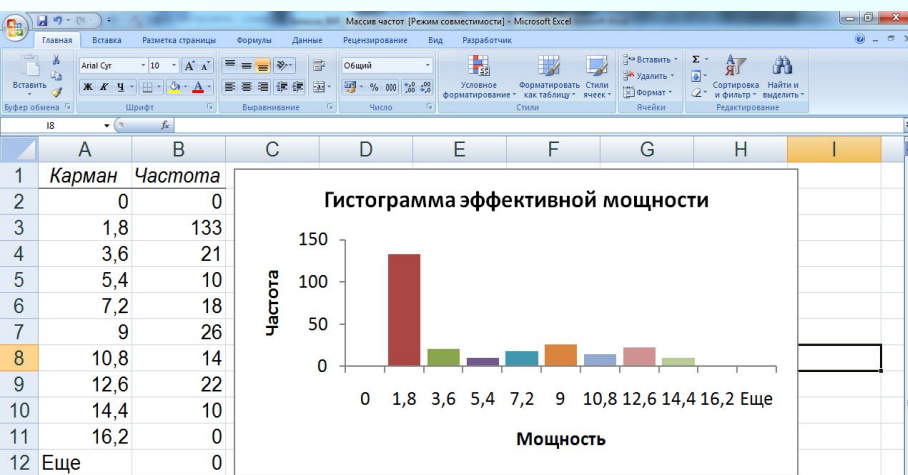 Массив частот [Режим совместимости] - Microsoft Excel
Главная Вставка Разметка страницы Формулы Данные Рецензирование Вид Разработчик
Вставить
Arial Cyr 10
Ж К Ч
Общий
% 000
Условное форматирование
Форматировать как таблицу
Стили ячеек
Вставить
Удалить
Формат
Сортировка и фильтр
Найти и выделить
Буфер обмена Шрифт Выравнивание Число Стили Ячейки Редактирование
I8 fx
A B C D E F G H I
1 Карман Частота
2 0 0
3 1,8 133
4 3,6 21
5 5,4 10
6 7,2 18
7 9 26
8 10,8 14
9 12,6 22
10 14,4 10
11 16,2 0
12 Еще 0
Гистограмма эффективной мощности
150
100
50
0
Частота
0 1,8 3,6 5,4 7,2 9 10,8 12,6 14,4 16,2 Еще
Мощность